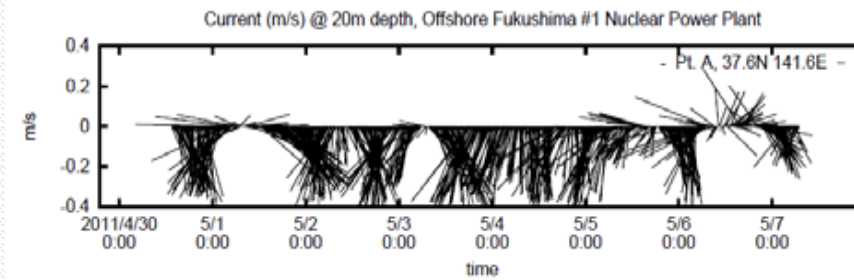 Current (m/s) @ 20m depth, Offshore Fukushima #1 Nuclear Power Plant
0.4
- Pt. A, 37.6N 141.6E -
0.2
m/s
0
-0.2
-0.4
2011/4/30 5/1 5/2 5/3 5/4 5/5 5/6 5/7
0:00 0:00 0:00 0:00 0:00 0:00 0:00 0:00
time